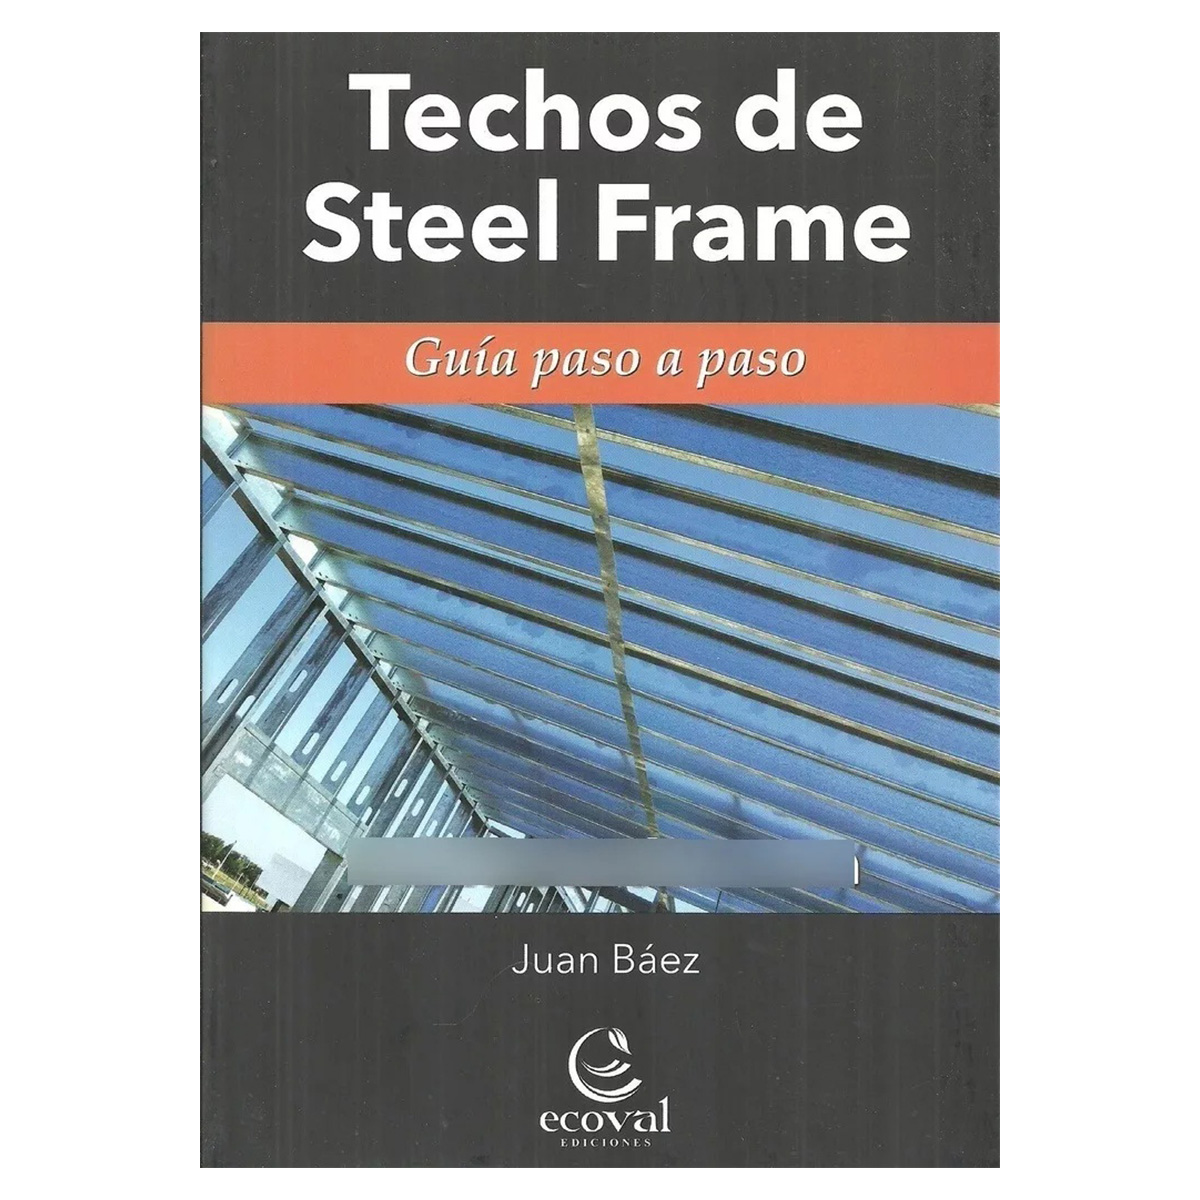 Techos de
Steel Frame
Guía paso a paso
Juan Báez
ecoval
EDICIONES